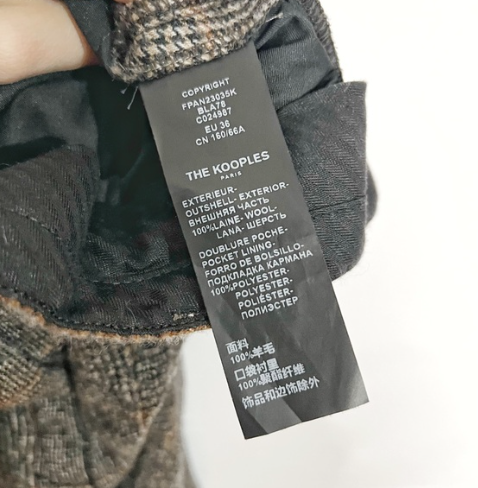 COPYRIGHT
FPAN23035K
BLA78
C024987
EU 36
CN 160/66A
THE KOOPLES
PARIS
EXTERIEUR-
OUTSHELL- EXTERIOR-
ВНЕШНЯЯ ЧАСТЬ
100%LAINE- WOOL-
LANA- ШЕРСТЬ
DOUBLURE POCHE-
POCKET LINING-
FORRO DE BOLSILLO-
ПОДКЛАДКА КАРМАНА
100%POLYESTER-
POLYESTER-
POLIÉSTER-
ПОЛИЭСТЕР
面料
100%羊毛
口袋衬里
100%聚酯纤维
饰品和边饰除外